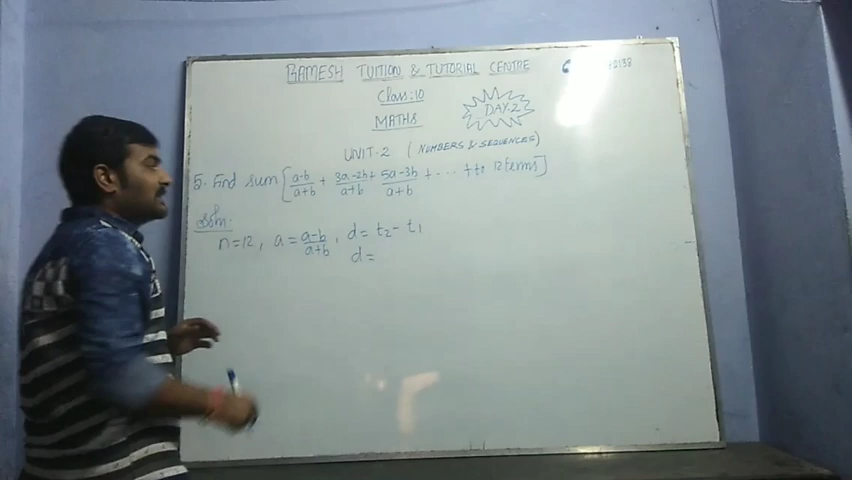 RAMESH TUITION & TUTORIAL CENTRE
Class:10
MATHS
DAY-2
UNIT-2 (NUMBERS & SEQUENCES)
5. Find sum [(a-b)/(a+b) + (3a-2b)/(a+b) + (5a-3b)/(a+b) + ... + to 12 terms]
Soln.
n=12, a = (a-b)/(a+b), d = t₂ - t₁
d =